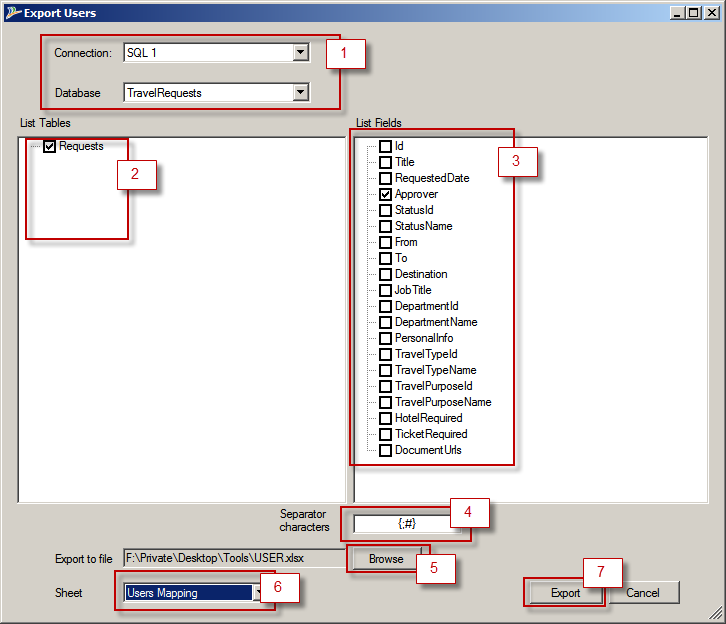 Export Users
Connection: SQL 1 1
Database TravelRequests
List Tables List Fields
Requests
2
Id
Title
RequestedDate
Approver
StatusId
StatusName
From
To
Destination
JobTitle
DepartmentId
DepartmentName
PersonalInfo
TravelTypeId
TravelTypeName
TravelPurposeId
TravelPurposeName
HotelRequired
TicketRequired
DocumentUrls
3
Separator
characters
{;#} 4
Export to file F:\Private\Desktop\Tools\USER.xlsx Browse 5
Sheet Users Mapping 6
Export 7 Cancel